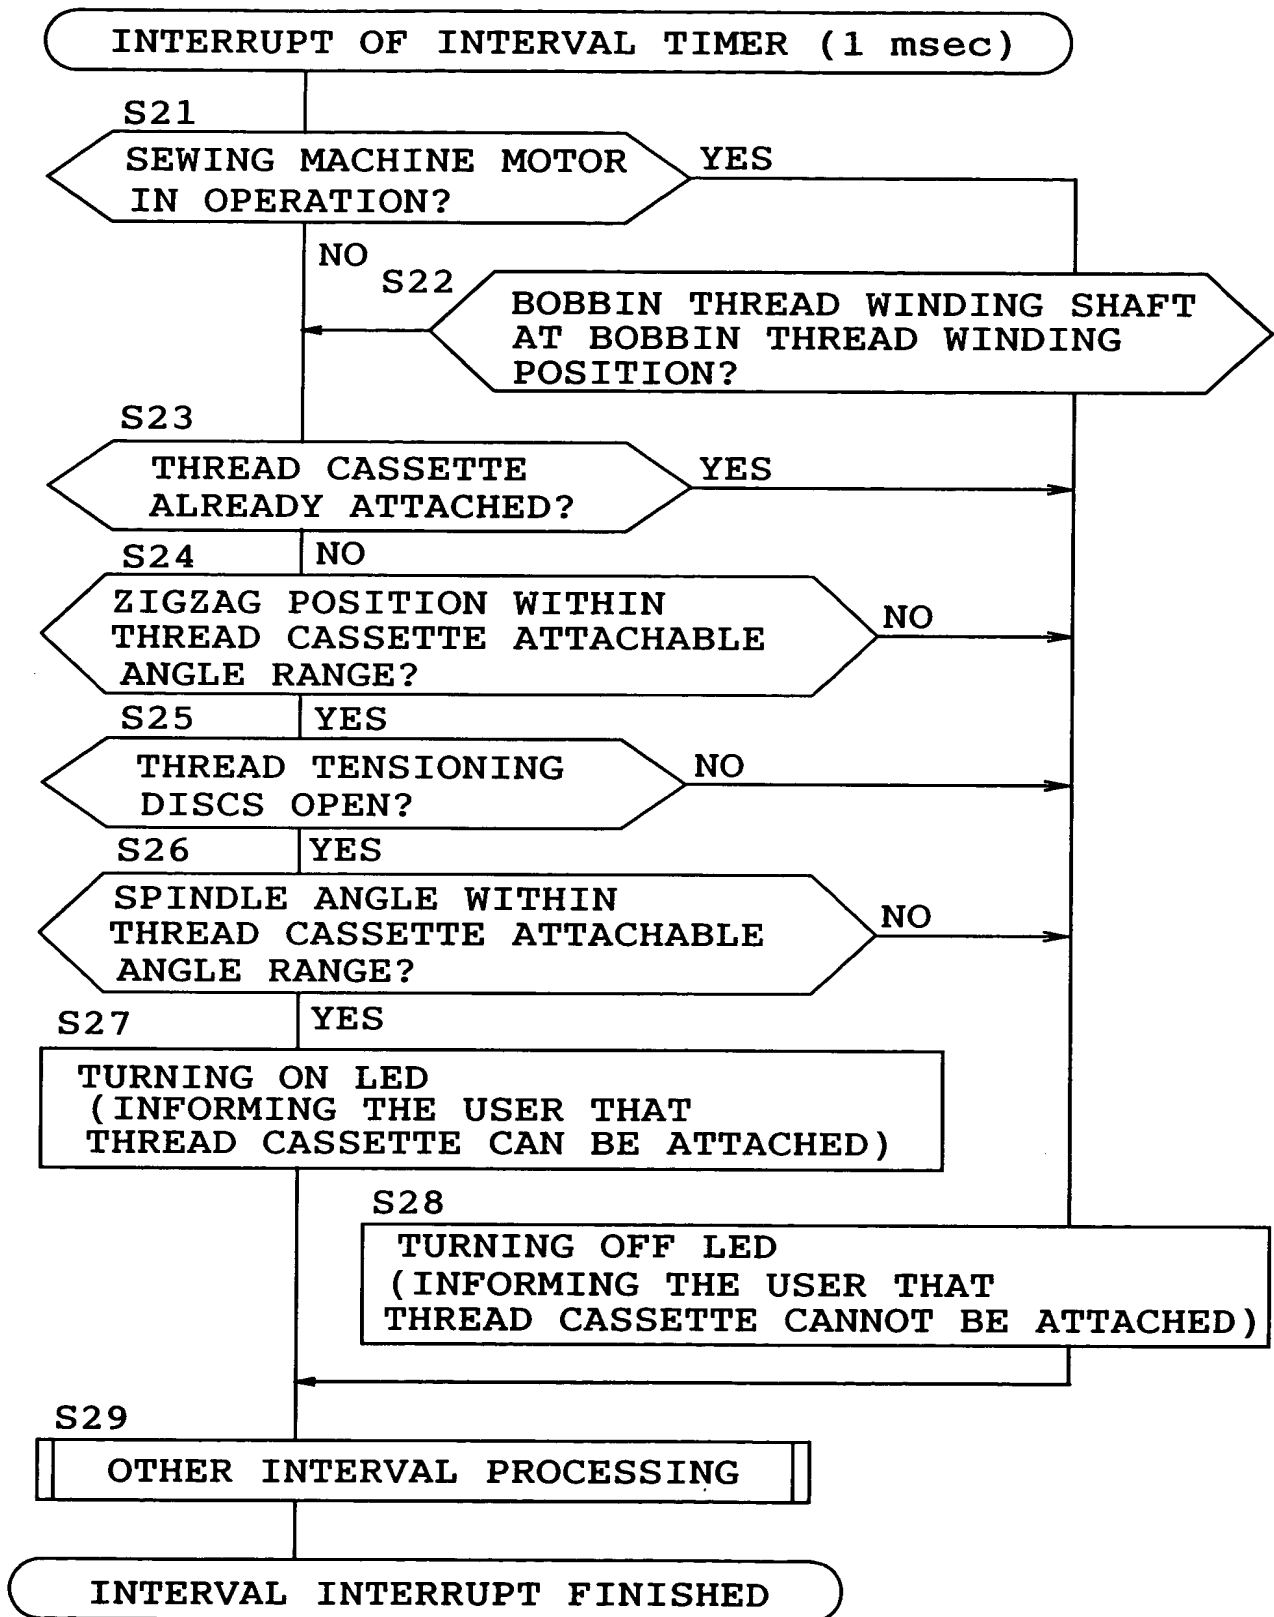 INTERRUPT OF INTERVAL TIMER (1 msec)
S21
SEWING MACHINE MOTOR
IN OPERATION?
YES
NO
S22
BOBBIN THREAD WINDING SHAFT
AT BOBBIN THREAD WINDING
POSITION?
S23
THREAD CASSETTE
ALREADY ATTACHED?
YES
NO
S24
ZIGZAG POSITION WITHIN
THREAD CASSETTE ATTACHABLE
ANGLE RANGE?
NO
YES
S25
THREAD TENSIONING
DISCS OPEN?
NO
YES
S26
SPINDLE ANGLE WITHIN
THREAD CASSETTE ATTACHABLE
ANGLE RANGE?
NO
YES
S27
TURNING ON LED
(INFORMING THE USER THAT
THREAD CASSETTE CAN BE ATTACHED)
S28
TURNING OFF LED
(INFORMING THE USER THAT
THREAD CASSETTE CANNOT BE ATTACHED)
S29
OTHER INTERVAL PROCESSING
INTERVAL INTERRUPT FINISHED